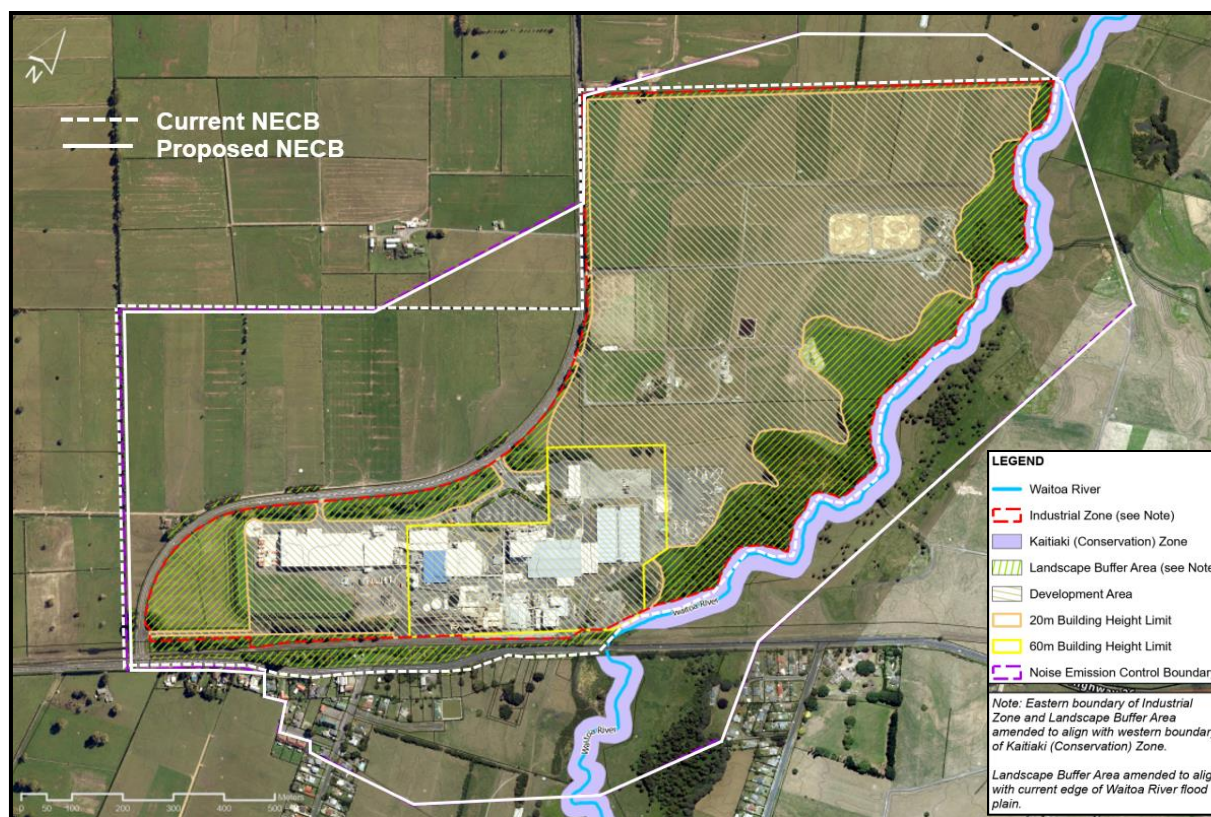 N
Current NECB
Proposed NECB
Waitoa River
Waitoa River
0 50 100 200 300 400 500
LEGEND
Waitoa River
Industrial Zone (see Note)
Kaitiaki (Conservation) Zone
Landscape Buffer Area (see Note
Development Area
20m Building Height Limit
60m Building Height Limit
Noise Emission Control Boundar
Note: Eastern boundary of Industrial
Zone and Landscape Buffer Area
amended to align with western boundar
of Kaitiaki (Conservation) Zone.
Landscape Buffer Area amended to alig
with current edge of Waitoa River flood
plain.